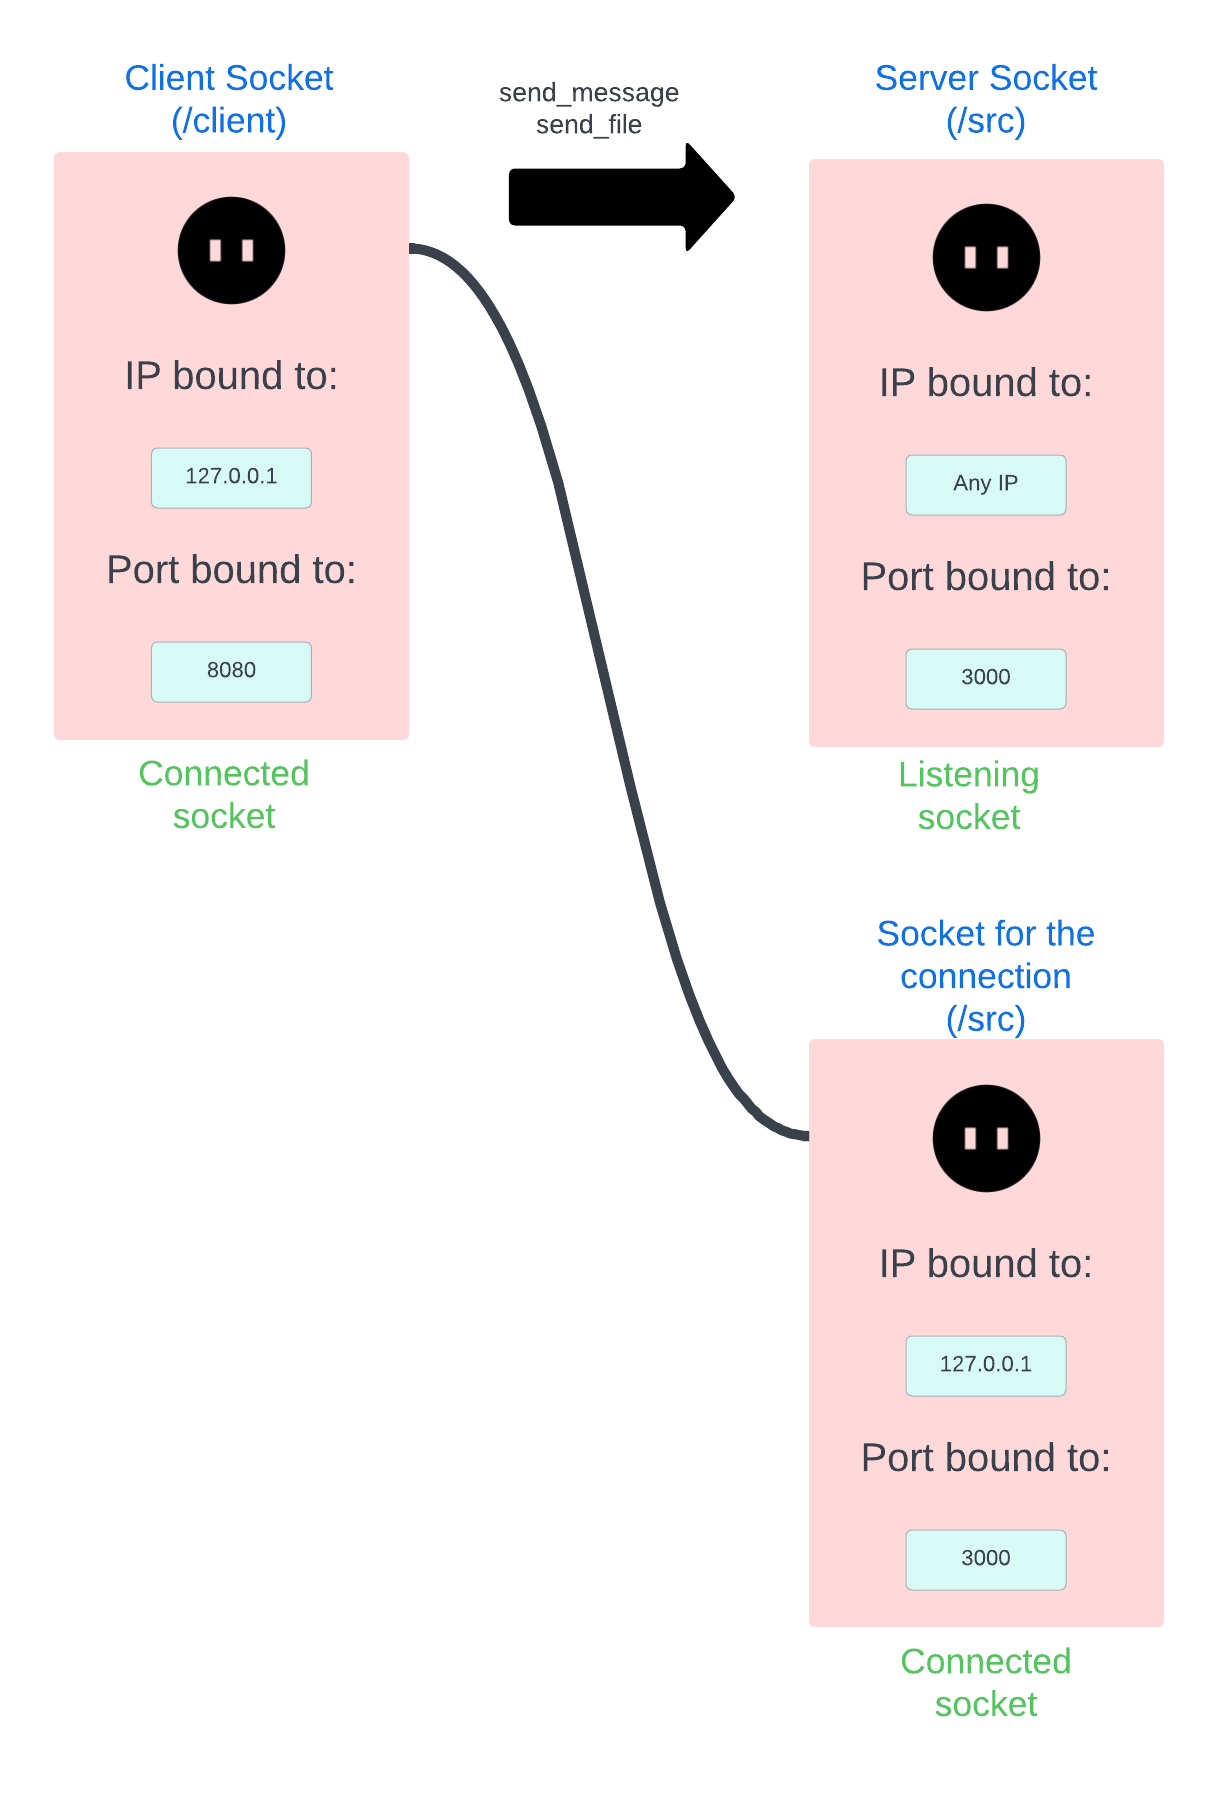 Client Socket
(/client)
IP bound to:
127.0.0.1
Port bound to:
8080
Connected
socket
send_message
send_file
Server Socket
(/src)
IP bound to:
Any IP
Port bound to:
3000
Listening
socket
Socket for the
connection
(/src)
IP bound to:
127.0.0.1
Port bound to:
3000
Connected
socket